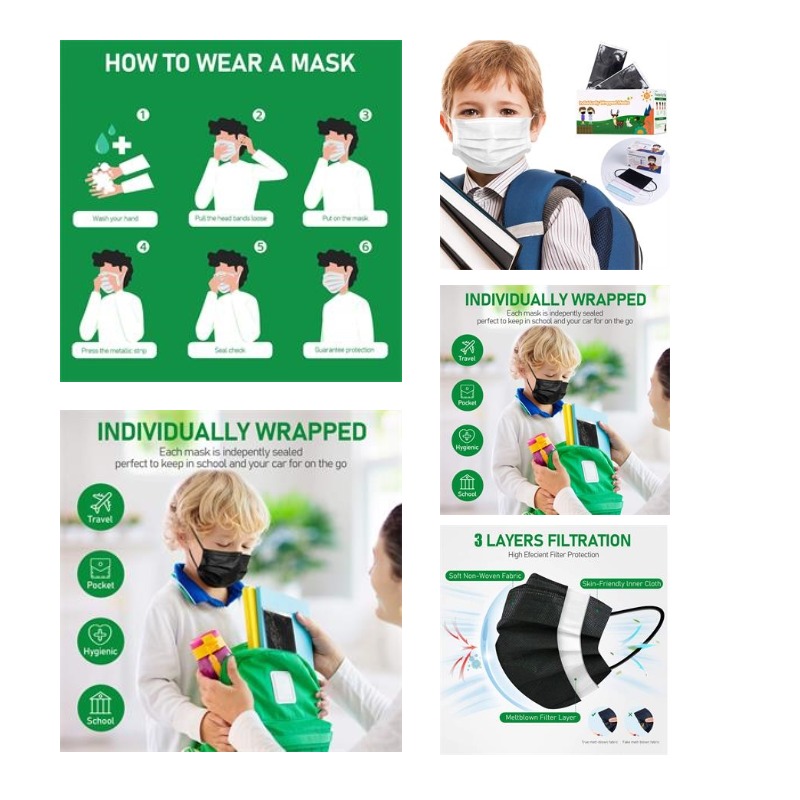 HOW TO WEAR A MASK
1
2
3
Wash your hand
Pull the head bands loose
Put on the mask
4
5
6
Press the metallic strip
Seal check
Guarantee protection
Individually Wrapped Masks
INDIVIDUALLY WRAPPED
Each mask is indepently sealed
perfect to keep in school and your car for on the go
Travel
Pocket
Hygienic
School
INDIVIDUALLY WRAPPED
Each mask is indepently sealed
perfect to keep in school and your car for on the go
Travel
Pocket
Hygienic
School
3 LAYERS FILTRATION
High Efecient Filter Protection
Soft Non-Woven Fabric
Skin-Friendly Inner Cloth
Meltblown Filter Layer